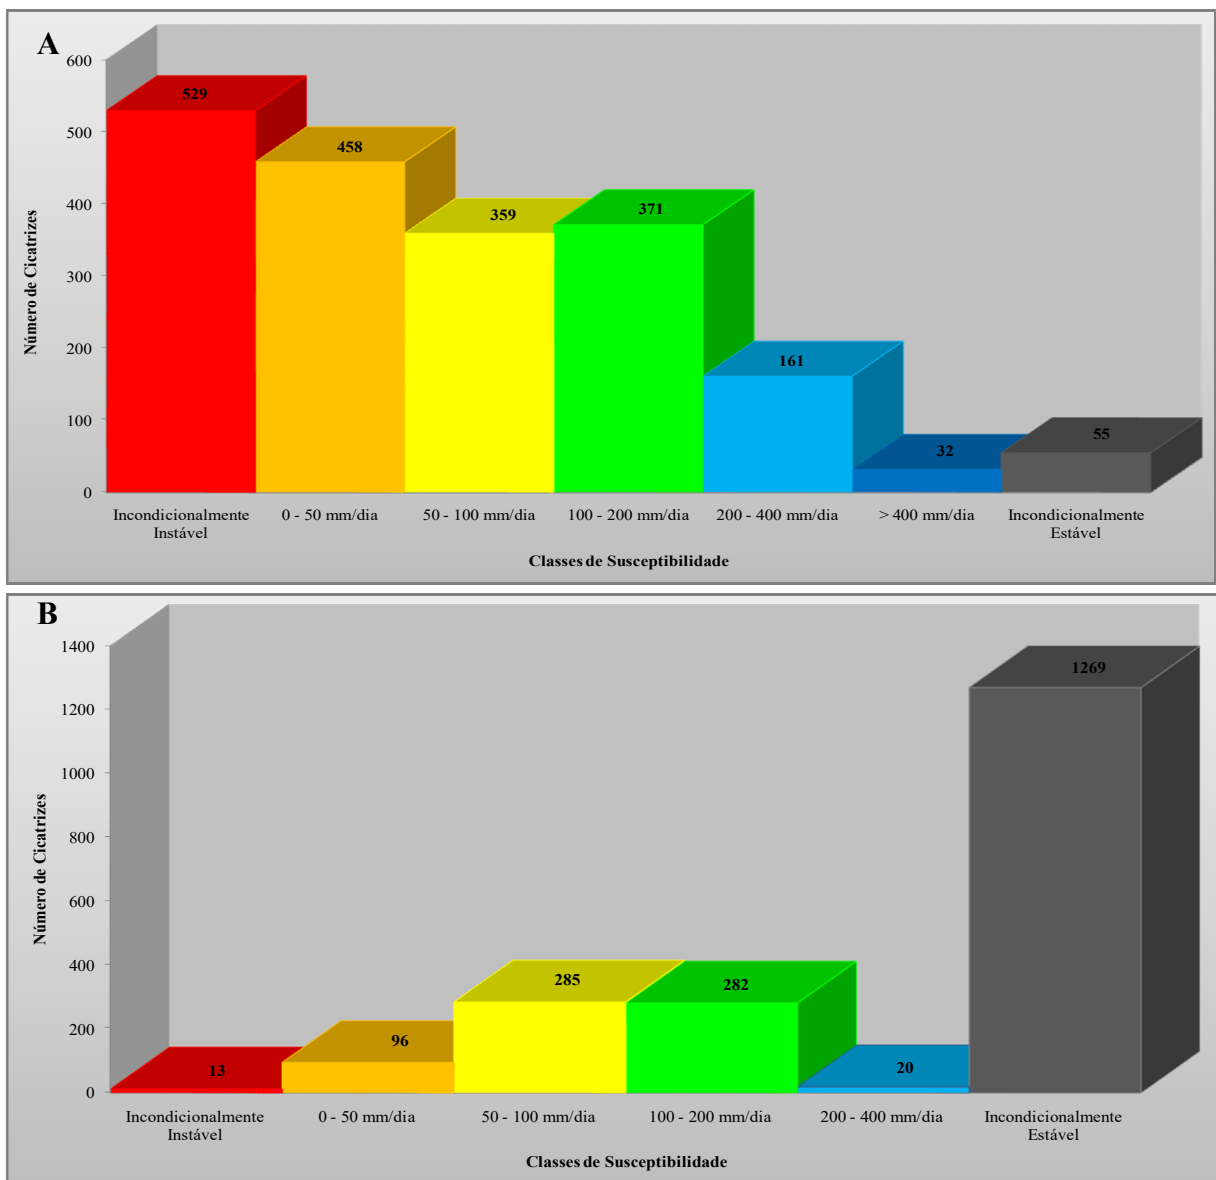 A
600
500
400
300
200
100
0
Número de Cicatrizes
529
458
359
371
161
32
55
Incondicionalmente
Instável
0 - 50 mm/dia
50 - 100 mm/dia
100 - 200 mm/dia
200 - 400 mm/dia
> 400 mm/dia
Incondicionalmente
Estável
Classes de Susceptibilidade
B
1400
1200
1000
800
600
400
200
0
Número de Cicatrizes
13
96
285
282
20
1269
Incondicionalmente
Instável
0 - 50 mm/dia
50 - 100 mm/dia
100 - 200 mm/dia
200 - 400 mm/dia
Incondicionalmente
Estável
Classes de Susceptibilidade